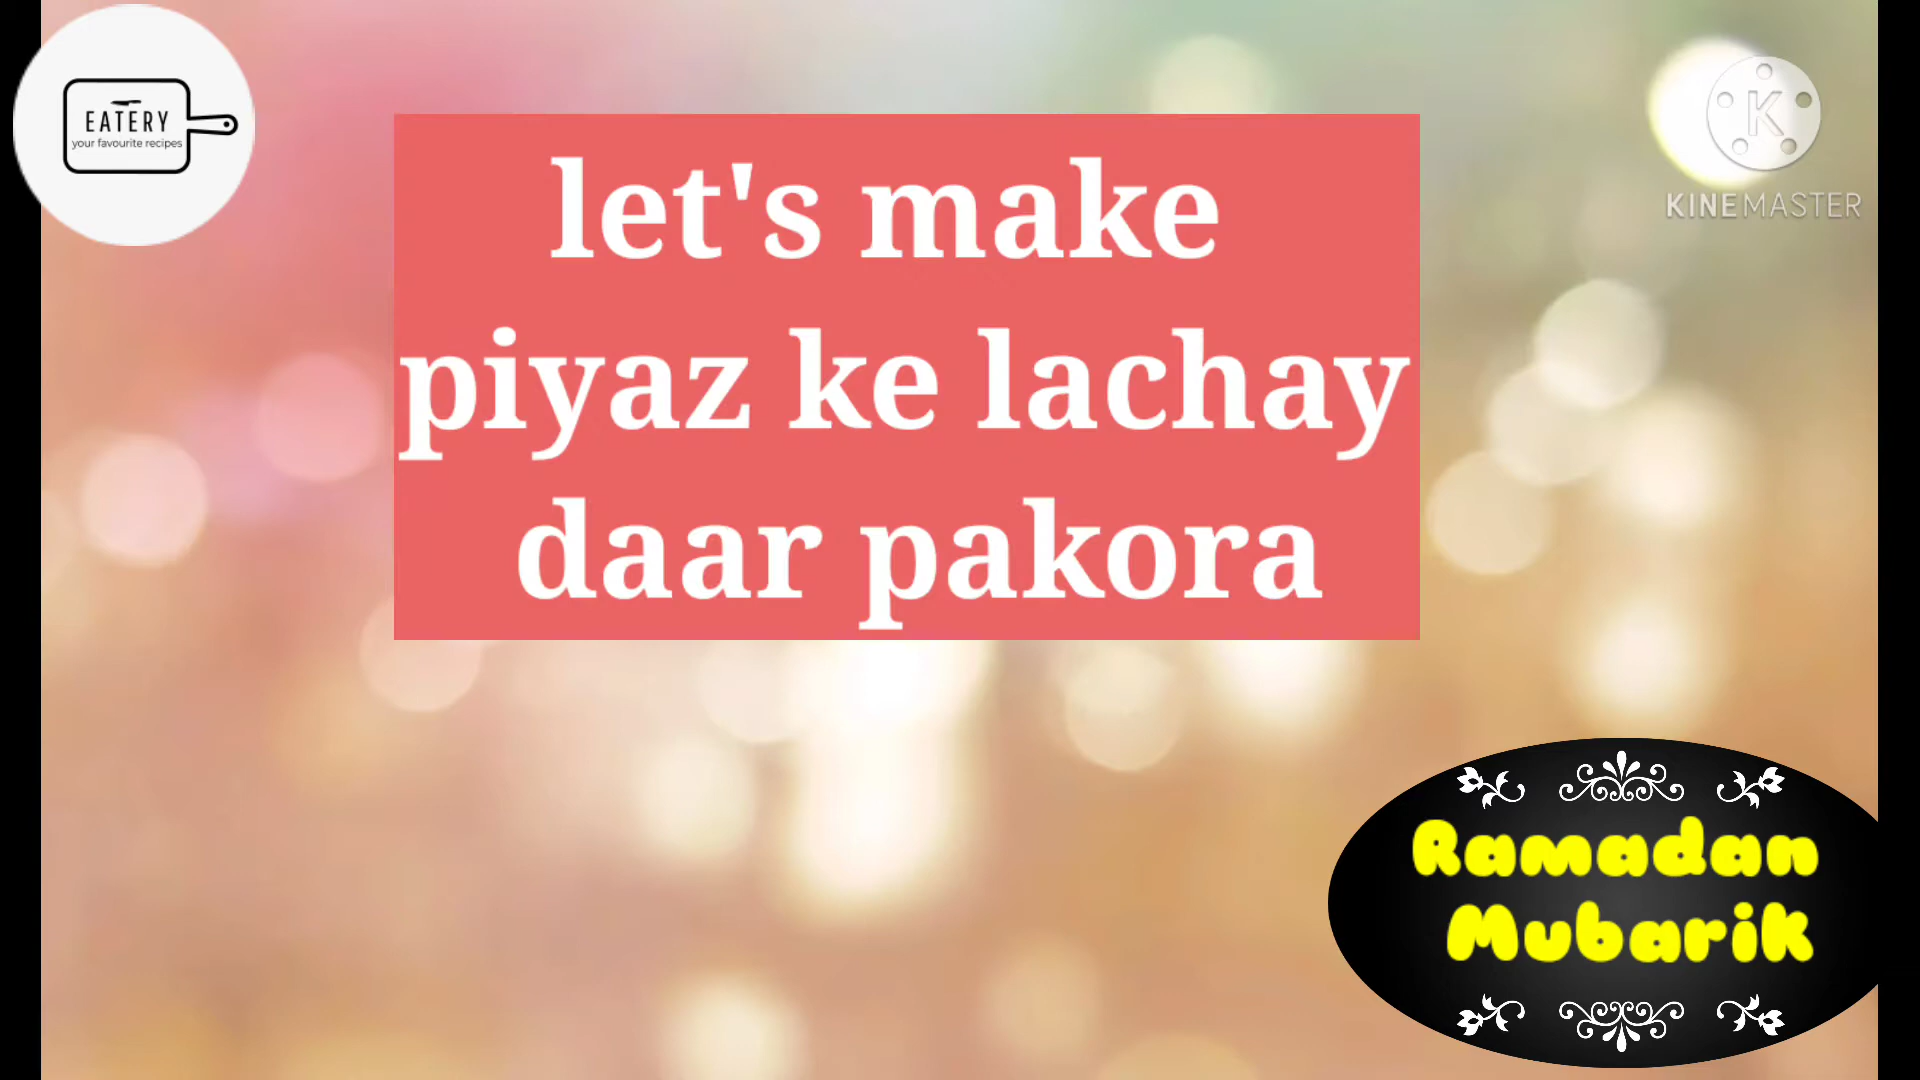 EATERY
your favourite recipes
K
KINEMASTER
let's make
piyaz ke lachay
daar pakora
Ramadan
Mubarik